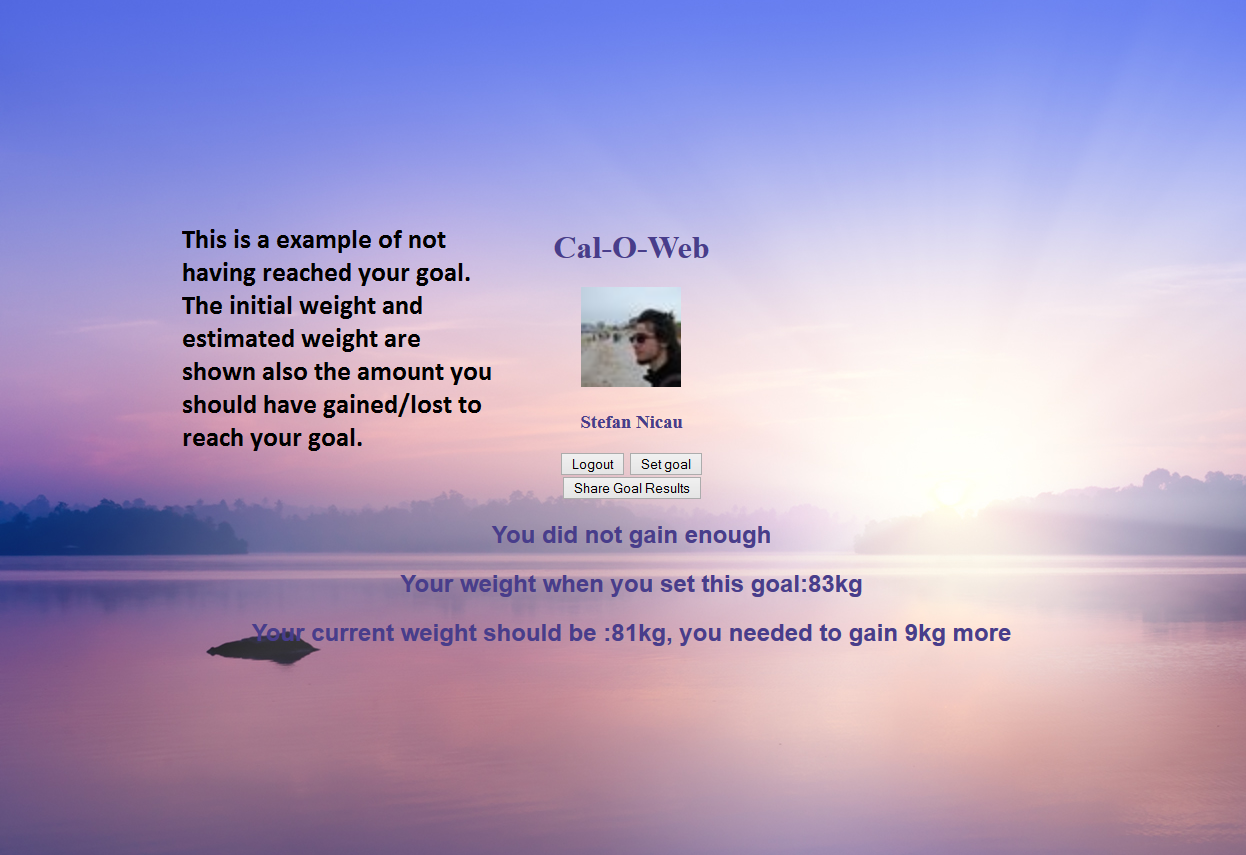 This is a example of not
having reached your goal.
The initial weight and
estimated weight are
shown also the amount you
should have gained/lost to
reach your goal.
Cal-O-Web
Stefan Nicau
Logout Set goal
Share Goal Results
You did not gain enough
Your weight when you set this goal:83kg
Your current weight should be :81kg, you needed to gain 9kg more